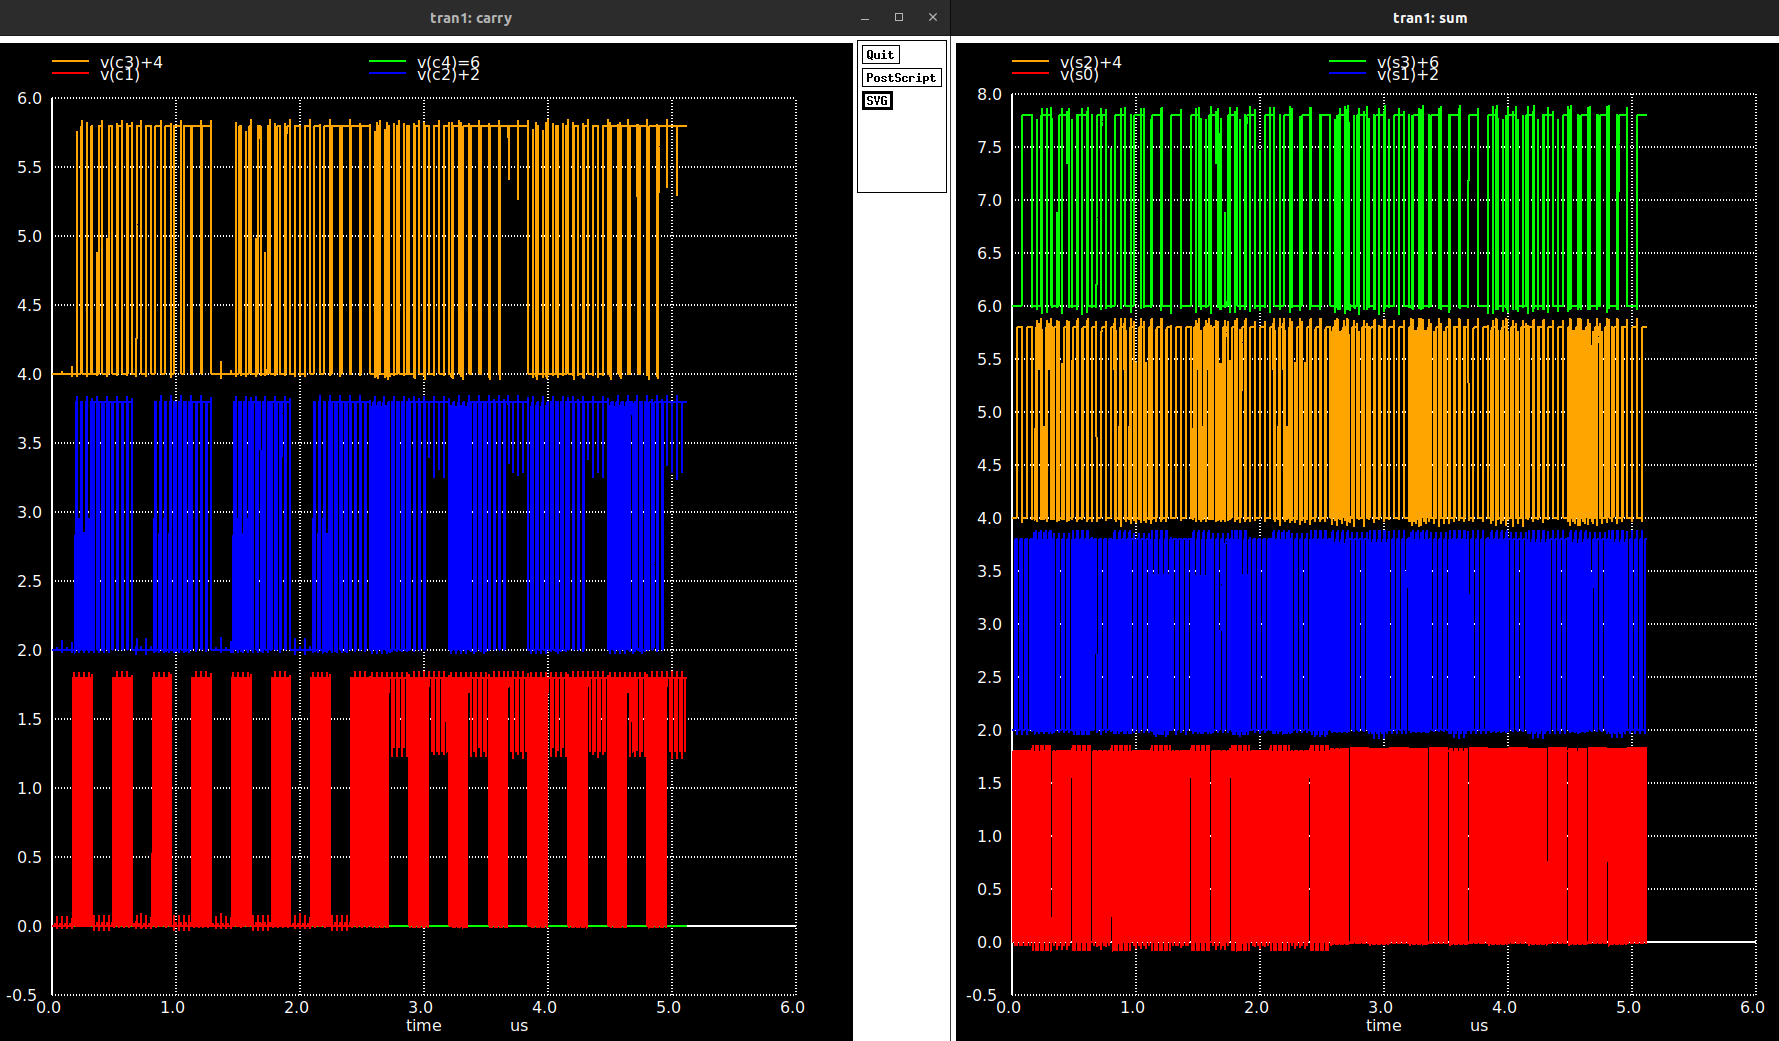 tran1: carry
v(c3)+4 v(c4)=6
v(c1) v(c2)+2
6.0
5.5
5.0
4.5
4.0
3.5
3.0
2.5
2.0
1.5
1.0
0.5
0.0
-0.5
0.0 1.0 2.0 3.0 4.0 5.0 6.0
time us
Quit
PostScript
SVG
tran1: sum
v(s2)+4 v(s3)+6
v(s0) v(s1)+2
8.0
7.5
7.0
6.5
6.0
5.5
5.0
4.5
4.0
3.5
3.0
2.5
2.0
1.5
1.0
0.5
0.0
-0.5
0.0 1.0 2.0 3.0 4.0 5.0 6.0
time us